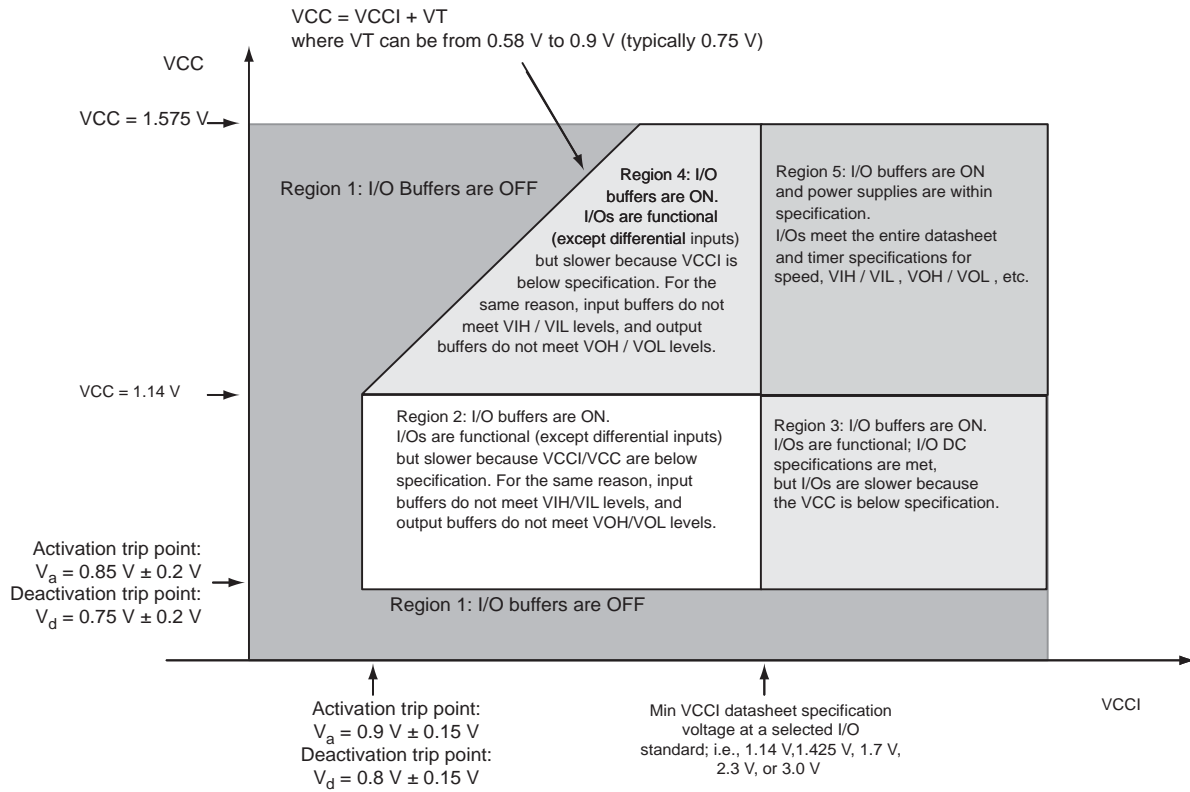 VCC = VCCI + VT
where VT can be from 0.58 V to 0.9 V (typically 0.75 V)
VCC
VCC = 1.575 V
Region 1: I/O Buffers are OFF
Region 4: I/O
buffers are ON.
I/Os are functional
(except differential inputs)
but slower because VCCI is
below specification. For the
same reason, input buffers do not
meet VIH / VIL levels, and output
buffers do not meet VOH / VOL levels.
Region 5: I/O buffers are ON
and power supplies are within
specification.
I/Os meet the entire datasheet
and timer specifications for
speed, VIH / VIL , VOH / VOL , etc.
VCC = 1.14 V
Region 2: I/O buffers are ON.
I/Os are functional (except differential inputs)
but slower because VCCI/VCC are below
specification. For the same reason, input
buffers do not meet VIH/VIL levels, and
output buffers do not meet VOH/VOL levels.
Region 3: I/O buffers are ON.
I/Os are functional; I/O DC
specifications are met,
but I/Os are slower because
the VCC is below specification.
Activation trip point:
Va = 0.85 V ± 0.2 V
Deactivation trip point:
Vd = 0.75 V ± 0.2 V
Region 1: I/O buffers are OFF
Activation trip point:
Va = 0.9 V ± 0.15 V
Deactivation trip point:
Vd = 0.8 V ± 0.15 V
Min VCCI datasheet specification
voltage at a selected I/O
standard; i.e., 1.14 V,1.425 V, 1.7 V,
2.3 V, or 3.0 V
VCCI